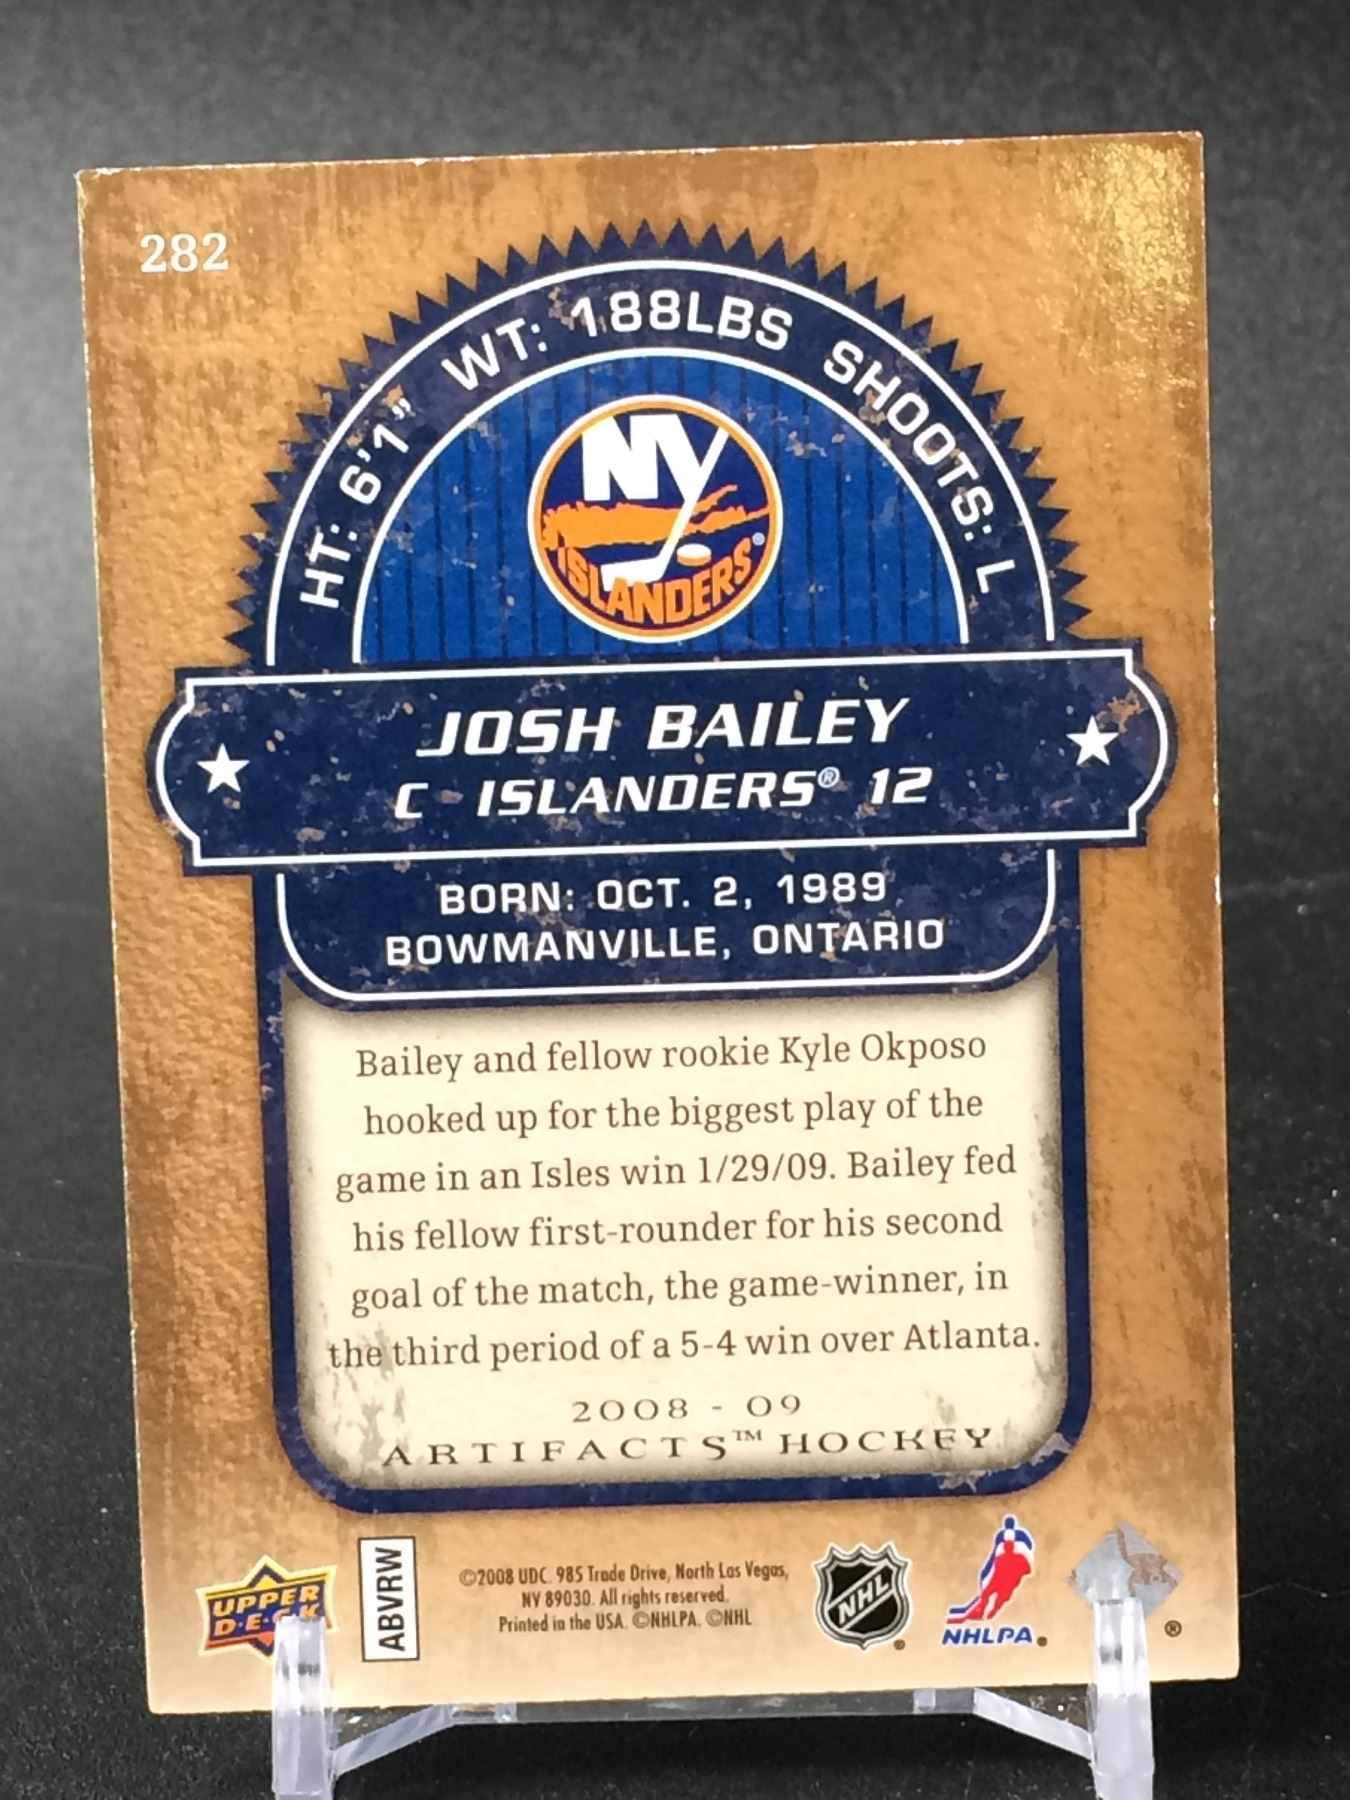 282
HT: 6'1" WT: 188LBS SHOOTS: L
NY
ISLANDERS®
JOSH BAILEY
C ISLANDERS® 12
BORN: OCT. 2, 1989
BOWMANVILLE, ONTARIO
Bailey and fellow rookie Kyle Okposo
hooked up for the biggest play of the
game in an Isles win 1/29/09. Bailey fed
his fellow first-rounder for his second
goal of the match, the game-winner, in
the third period of a 5-4 win over Atlanta.
2008 - 09
ARTIFACTS™ HOCKEY
UPPER
DECK
ABVRW
©2008 UDC. 985 Trade Drive, North Las Vegas,
NV 89030. All rights reserved.
Printed in the USA. ©NHLPA. ©NHL
NHL®
NHLPA®
®